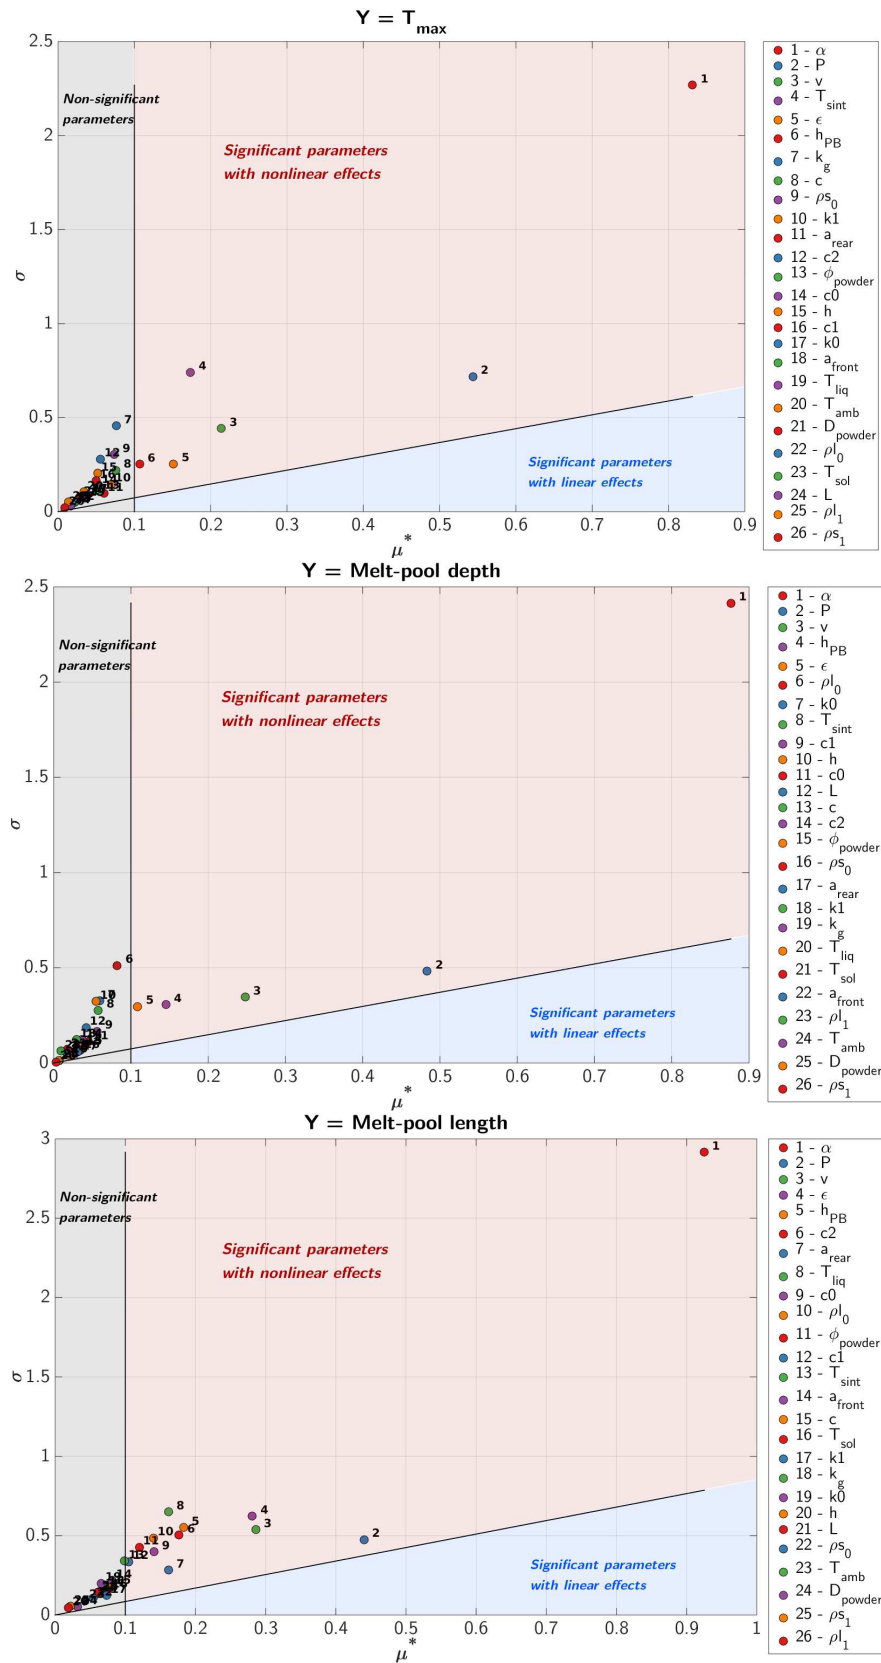 Y = T_max
2.5
2
1.5
1
0.5
0
σ
0
0.1
0.2
0.3
0.4
0.5
0.6
0.7
0.8
0.9
μ*
Non-significant
parameters
Significant parameters
with nonlinear effects
Significant parameters
with linear effects
1
2
3
4
5
6
7
8
9
10
11
12
15
1 - α
2 - P
3 - v
4 - T_sint
5 - ϵ
6 - h_PB
7 - k_g
8 - c
9 - ρs_0
10 - k1
11 - a_rear
12 - c2
13 - ϕ_powder
14 - c0
15 - h
16 - c1
17 - k0
18 - a_front
19 - T_liq
20 - T_amb
21 - D_powder
22 - ρl_0
23 - T_sol
24 - L
25 - ρl_1
26 - ρs_1
Y = Melt-pool depth
2.5
2
1.5
1
0.5
0
σ
0
0.1
0.2
0.3
0.4
0.5
0.6
0.7
0.8
0.9
μ*
Non-significant
parameters
Significant parameters
with nonlinear effects
Significant parameters
with linear effects
1
2
3
4
5
6
8
9
10
12
1 - α
2 - P
3 - v
4 - h_PB
5 - ϵ
6 - ρl_0
7 - k0
8 - T_sint
9 - c1
10 - h
11 - c0
12 - L
13 - c
14 - c2
15 - ϕ_powder
16 - ρs_0
17 - a_rear
18 - k1
19 - k_g
20 - T_liq
21 - T_sol
22 - a_front
23 - ρl_1
24 - T_amb
25 - D_powder
26 - ρs_1
Y = Melt-pool length
3
2.5
2
1.5
1
0.5
0
σ
0
0.1
0.2
0.3
0.4
0.5
0.6
0.7
0.8
0.9
1
μ*
Non-significant
parameters
Significant parameters
with nonlinear effects
Significant parameters
with linear effects
1
2
3
4
5
6
7
8
9
10
11
12
13
14
1 - α
2 - P
3 - v
4 - ϵ
5 - h_PB
6 - c2
7 - a_rear
8 - T_liq
9 - c0
10 - ρl_0
11 - ϕ_powder
12 - c1
13 - T_sint
14 - a_front
15 - c
16 - T_sol
17 - k1
18 - k_g
19 - k0
20 - h
21 - L
22 - ρs_0
23 - T_amb
24 - D_powder
25 - ρs_1
26 - ρl_1